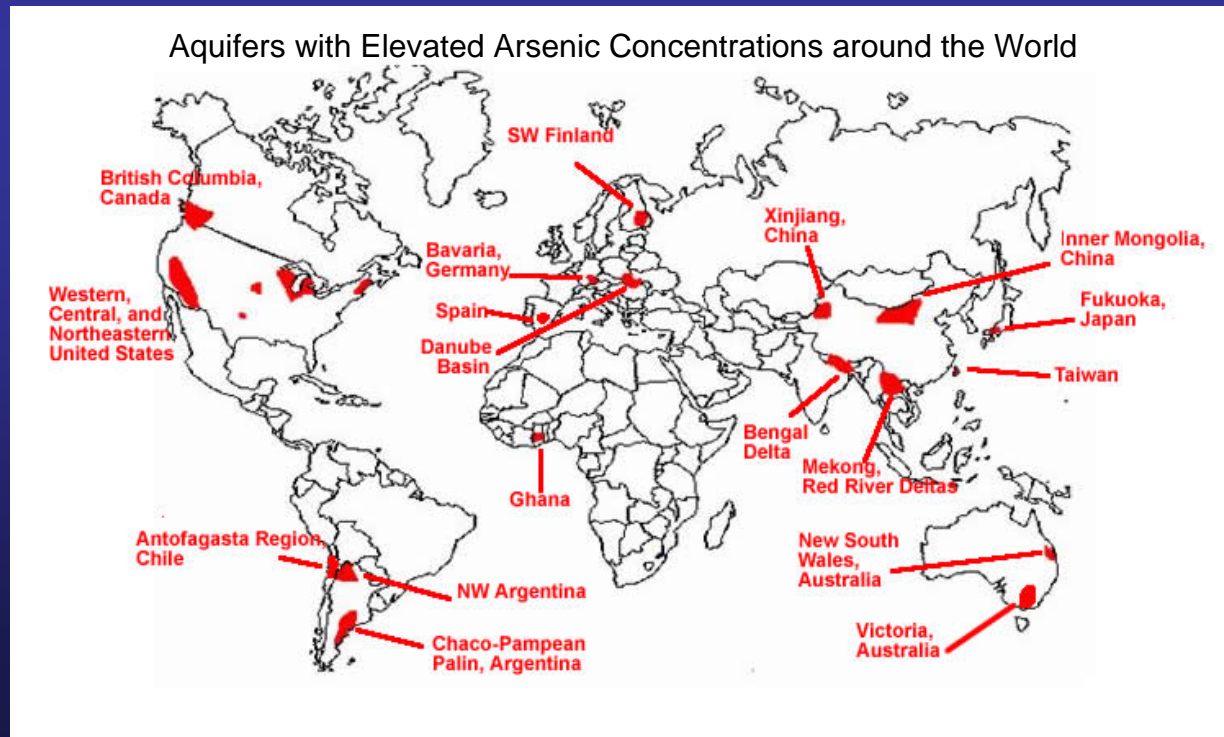 Aquifers with Elevated Arsenic Concentrations around the World
SW Finland
British Columbia,
Canada
Xinjiang,
China
Inner Mongolia,
China
Bavaria,
Germany
Western,
Central, and
Northeastern
United States
Spain
Fukuoka,
Japan
Danube
Basin
Taiwan
Bengal
Delta
Mekong,
Red River Deltas
Ghana
Antofagasta Region,
Chile
New South
Wales,
Australia
NW Argentina
Chaco-Pampean
Palin, Argentina
Victoria,
Australia